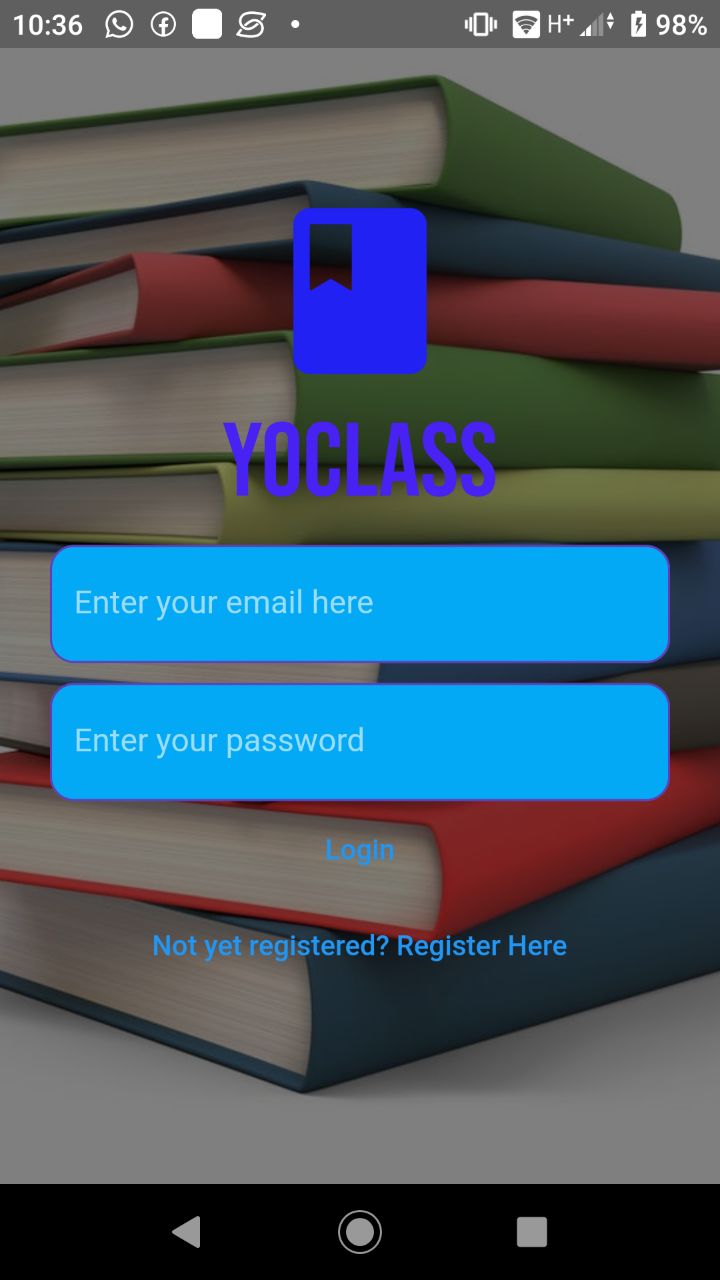 10:36 H+ 98%
YOCLASS
Enter your email here
Enter your password
Login
Not yet registered? Register Here